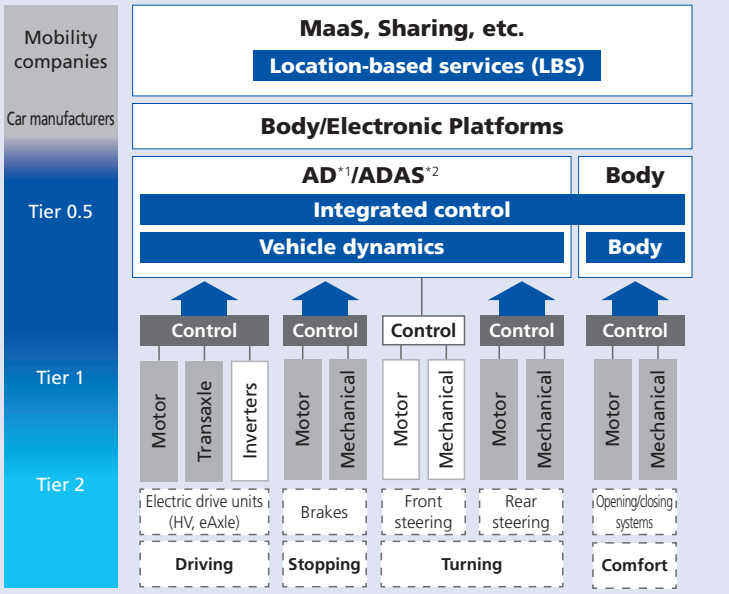 Mobility
companies
Car manufacturers
Tier 0.5
Tier 1
Tier 2
MaaS, Sharing, etc.
Location-based services (LBS)
Body/Electronic Platforms
AD*1/ADAS*2
Body
Integrated control
Vehicle dynamics
Body
Control
Control
Control
Control
Control
Motor
Transaxle
Inverters
Motor
Mechanical
Motor
Mechanical
Motor
Mechanical
Motor
Mechanical
Electric drive units
(HV, eAxle)
Brakes
Front
steering
Rear
steering
Opening/closing
systems
Driving
Stopping
Turning
Comfort